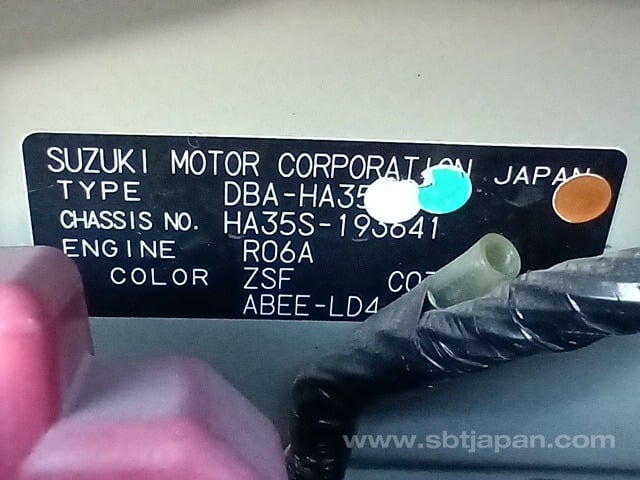 SUZUKI MOTOR CORPORATION JAPAN
TYPE DBA-HA35
CHASSIS NO. HA35S-193641
ENGINE R06A
COLOR ZSF
ABEE-LD4
www.sbtjapan.com